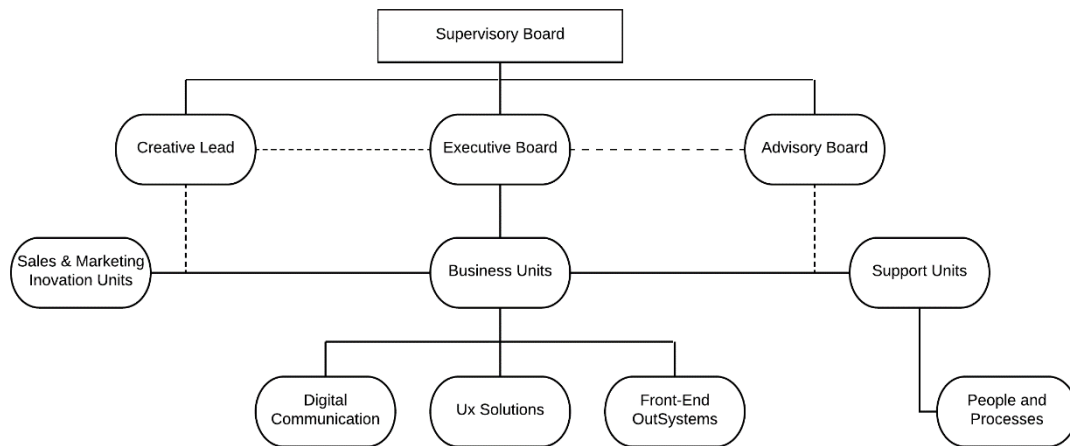 Supervisory Board
Creative Lead
Executive Board
Advisory Board
Sales & Marketing
Inovation Units
Business Units
Support Units
Digital
Communication
Ux Solutions
Front-End
OutSystems
People and
Processes